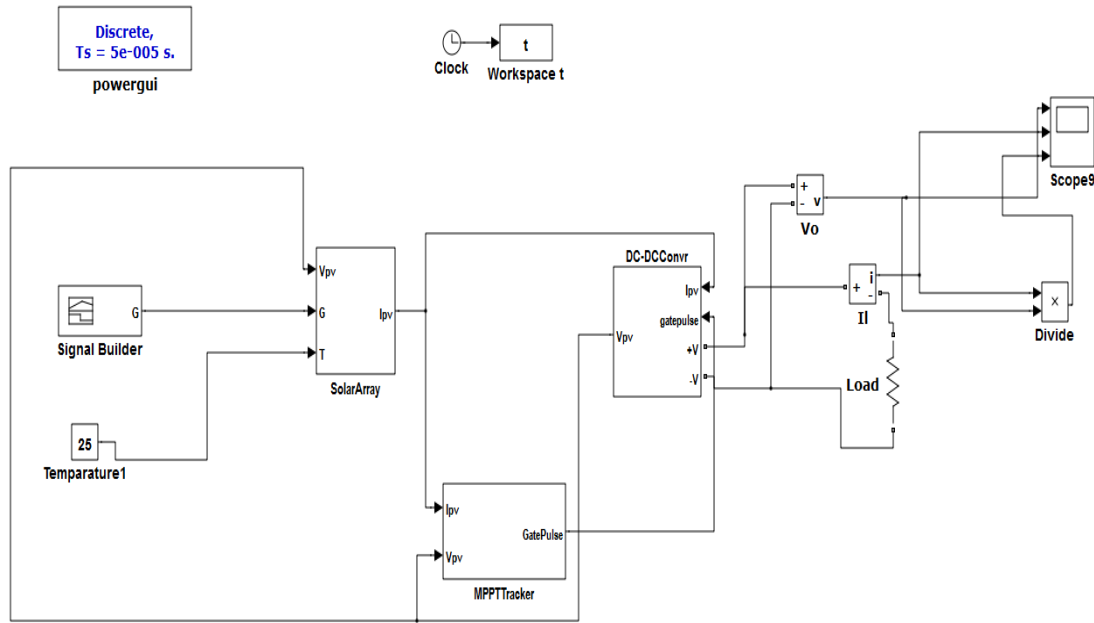 Discrete,
Ts = 5e-005 s.
powergui
Clock
t
Workspace t
Scope9
+
-
v
Vo
Vpv
G
T
Ipv
SolarArray
G
Signal Builder
25
Temparature1
DC-DCConvr
Ipv
gatepulse
Vpv
+V
-V
i
+
-
Il
Load
×
Divide
Ipv
Vpv
GatePulse
MPPTTracker